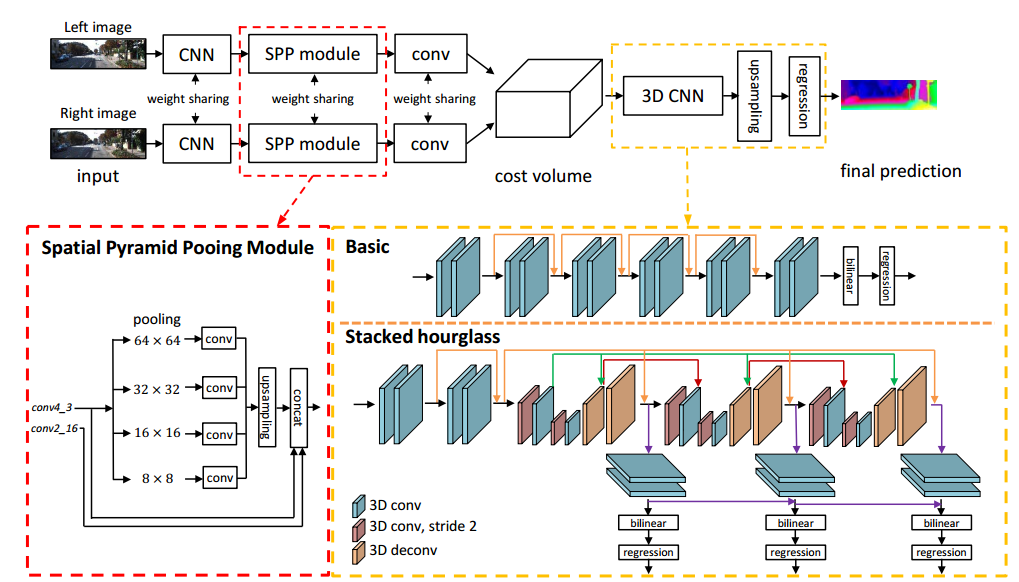 Left image
CNN
SPP module
conv
weight sharing
weight sharing
weight sharing
Right image
CNN
SPP module
conv
input
cost volume
3D CNN
upsampling
regression
final prediction
Spatial Pyramid Pooing Module
pooling
64 × 64
conv
32 × 32
conv
16 × 16
conv
8 × 8
conv
conv4_3
conv2_16
upsampling
concat
Basic
bilinear
regression
Stacked hourglass
3D conv
3D conv, stride 2
3D deconv
bilinear
bilinear
bilinear
regression
regression
regression